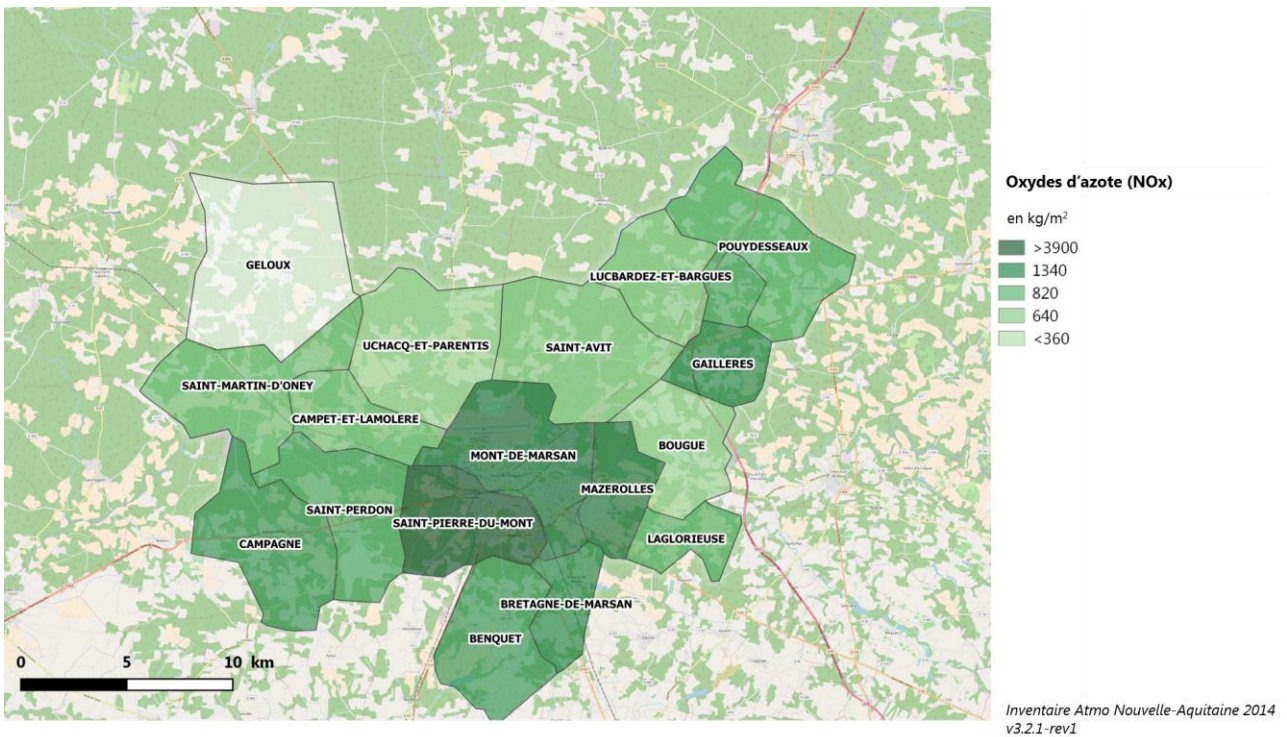 GELOUX
POUYDESSEAUX
LUCBARDEZ-ET-BARGUES
UCHACQ-ET-PARENTIS
SAINT-AVIT
GAILLERES
SAINT-MARTIN-D'ONEY
CAMPET-ET-LAMOLERE
BOUGUE
MONT-DE-MARSAN
MAZEROLLES
SAINT-PERDON
SAINT-PIERRE-DU-MONT
CAMPAGNE
LAGLORIEUSE
BRETAGNE-DE-MARSAN
BENQUET
0 5 10 km
Oxydes d'azote (NOx)
en kg/m²
>3900
1340
820
640
<360
Inventaire Atmo Nouvelle-Aquitaine 2014
v3.2.1-rev1